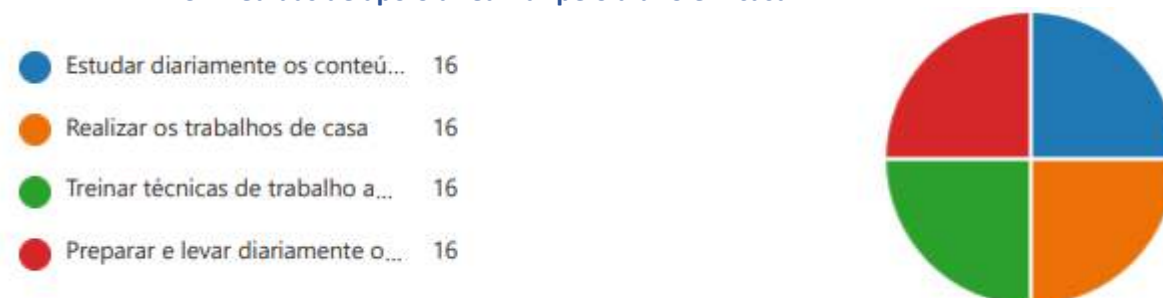 Estudar diariamente os conteú... 16
Realizar os trabalhos de casa 16
Treinar técnicas de trabalho a... 16
Preparar e levar diariamente o... 16